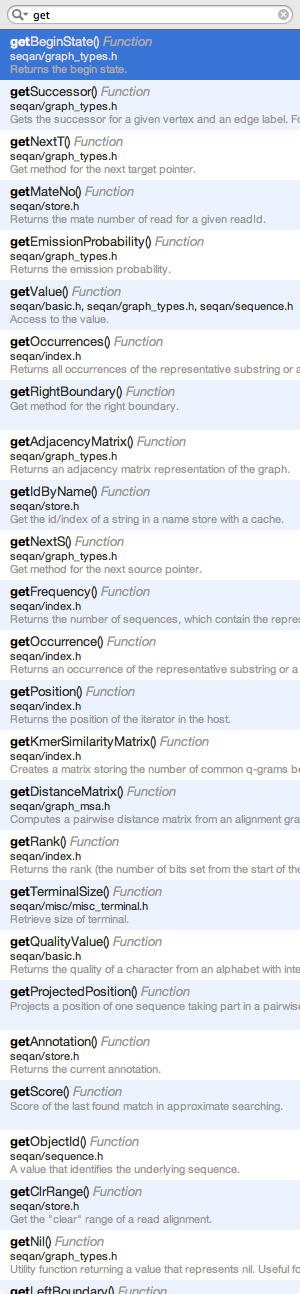 get
getBeginState() Function
seqan/graph_types.h
Returns the begin state.
getSuccessor() Function
seqan/graph_types.h
Gets the successor for a given vertex and an edge label. Fo
getNextT() Function
seqan/graph_types.h
Get method for the next target pointer.
getMateNo() Function
seqan/store.h
Returns the mate number of read for a given readId.
getEmissionProbability() Function
seqan/graph_types.h
Returns the emission probability.
getValue() Function
seqan/basic.h, seqan/graph_types.h, seqan/sequence.h
Access to the value.
getOccurrences() Function
seqan/index.h
Returns all occurrences of the representative substring or a
getRightBoundary() Function
Get method for the right boundary.
getAdjacencyMatrix() Function
seqan/graph_types.h
Returns an adjacency matrix representation of the graph.
getIdByName() Function
seqan/store.h
Get the id/index of a string in a name store with a cache.
getNextS() Function
seqan/graph_types.h
Get method for the next source pointer.
getFrequency() Function
seqan/index.h
Returns the number of sequences, which contain the repres
getOccurrence() Function
seqan/index.h
Returns an occurrence of the representative substring or a
getPosition() Function
seqan/index.h
Returns the position of the iterator in the host.
getKmerSimilarityMatrix() Function
seqan/index.h
Creates a matrix storing the number of common q-grams be
getDistanceMatrix() Function
seqan/graph_msa.h
Computes a pairwise distance matrix from an alignment gra
getRank() Function
seqan/index.h
Returns the rank (the number of bits set from the start of the
getTerminalSize() Function
seqan/misc/misc_terminal.h
Retrieve size of terminal.
getQualityValue() Function
seqan/basic.h
Returns the quality of a character from an alphabet with inte
getProjectedPosition() Function
Projects a position of one sequence taking part in a pairwise
getAnnotation() Function
seqan/store.h
Returns the current annotation.
getScore() Function
Score of the last found match in approximate searching.
getObjectId() Function
seqan/sequence.h
A value that identifies the underlying sequence.
getClrRange() Function
seqan/store.h
Get the "clear" range of a read alignment.
getNil() Function
seqan/graph_types.h
Utility function returning a value that represents nil. Useful fo
getLeftBoundary() Function